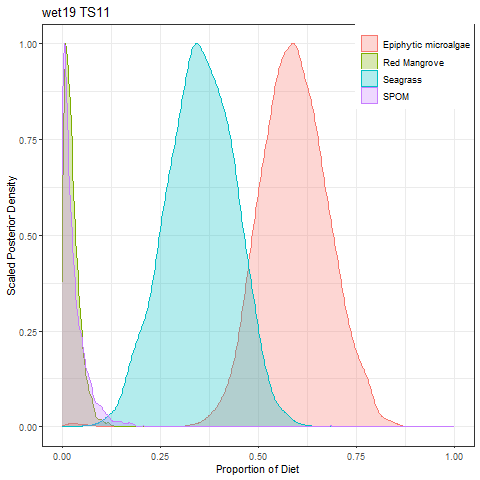 wet19 TS11
Epiphytic microalgae
Red Mangrove
Seagrass
SPOM
Scaled Posterior Density
1.00
0.75
0.50
0.25
0.00
0.00 0.25 0.50 0.75 1.00
Proportion of Diet